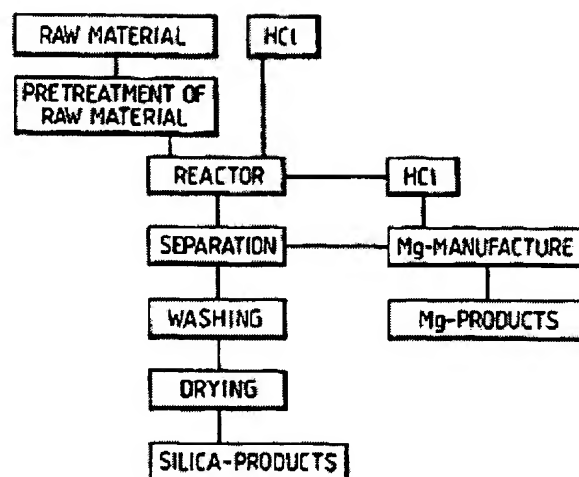 RAW MATERIAL
HCl
PRETREATMENT OF
RAW MATERIAL
REACTOR
HCl
SEPARATION
Mg-MANUFACTURE
WASHING
Mg-PRODUCTS
DRYING
SILICA-PRODUCTS